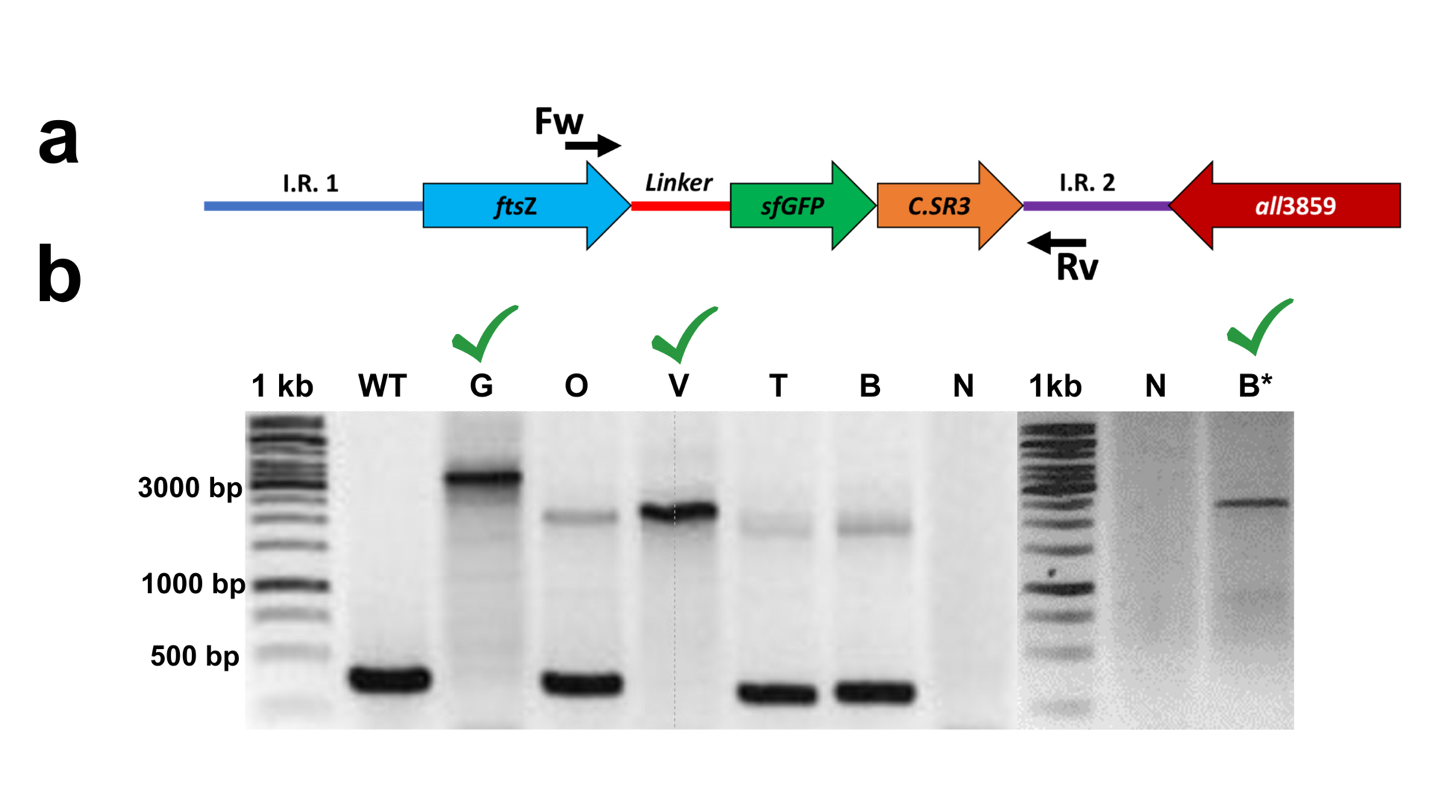 a
Fw
I.R. 1
ftsZ
Linker
sfGFP
C.SR3
I.R. 2
all3859
Rv
b
1 kb WT G O V T B N 1kb N B*
3000 bp
1000 bp
500 bp